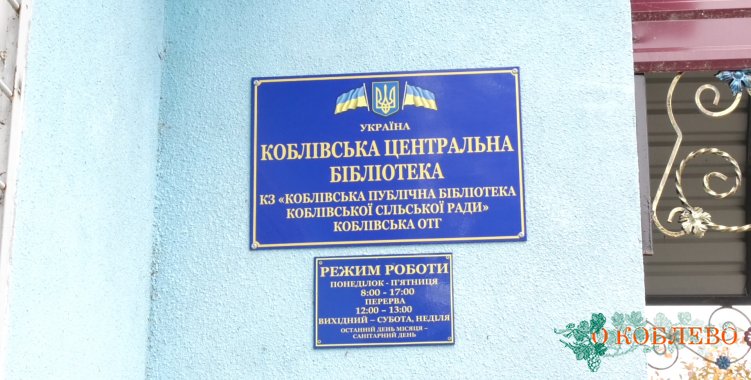 УКРАЇНА
КОБЛІВСЬКА ЦЕНТРАЛЬНА
БІБЛІОТЕКА
КЗ «КОБЛІВСЬКА ПУБЛІЧНА БІБЛІОТЕКА
КОБЛІВСЬКОЇ СІЛЬСЬКОЇ РАДИ»
КОБЛІВСЬКА ОТГ
РЕЖИМ РОБОТИ
ПОНЕДІЛОК - П'ЯТНИЦЯ
8:00 - 17:00
ПЕРЕРВА
12:00 – 13:00
ВИХІДНИЙ – СУБОТА, НЕДІЛЯ
ОСТАННІЙ ДЕНЬ МІСЯЦЯ –
САНІТАРНИЙ ДЕНЬ
О КОБЛЕВО